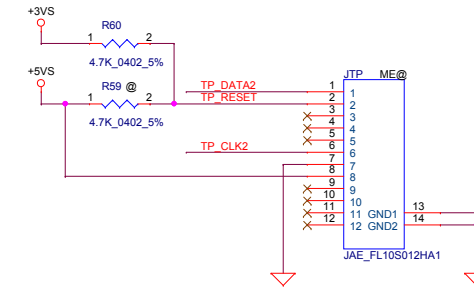 +3VS
R60
1 2
4.7K_0402_5%
+5VS
R59 @
1 2
4.7K_0402_5%
JTP ME@
TP_DATA2 1 1
TP_RESET 2 2
3 3
4 4
5 5
TP_CLK2 6 6
7 7
8 8
9 9
10 10
11 11 GND1 13
12 12 GND2 14
JAE_FL10S012HA1